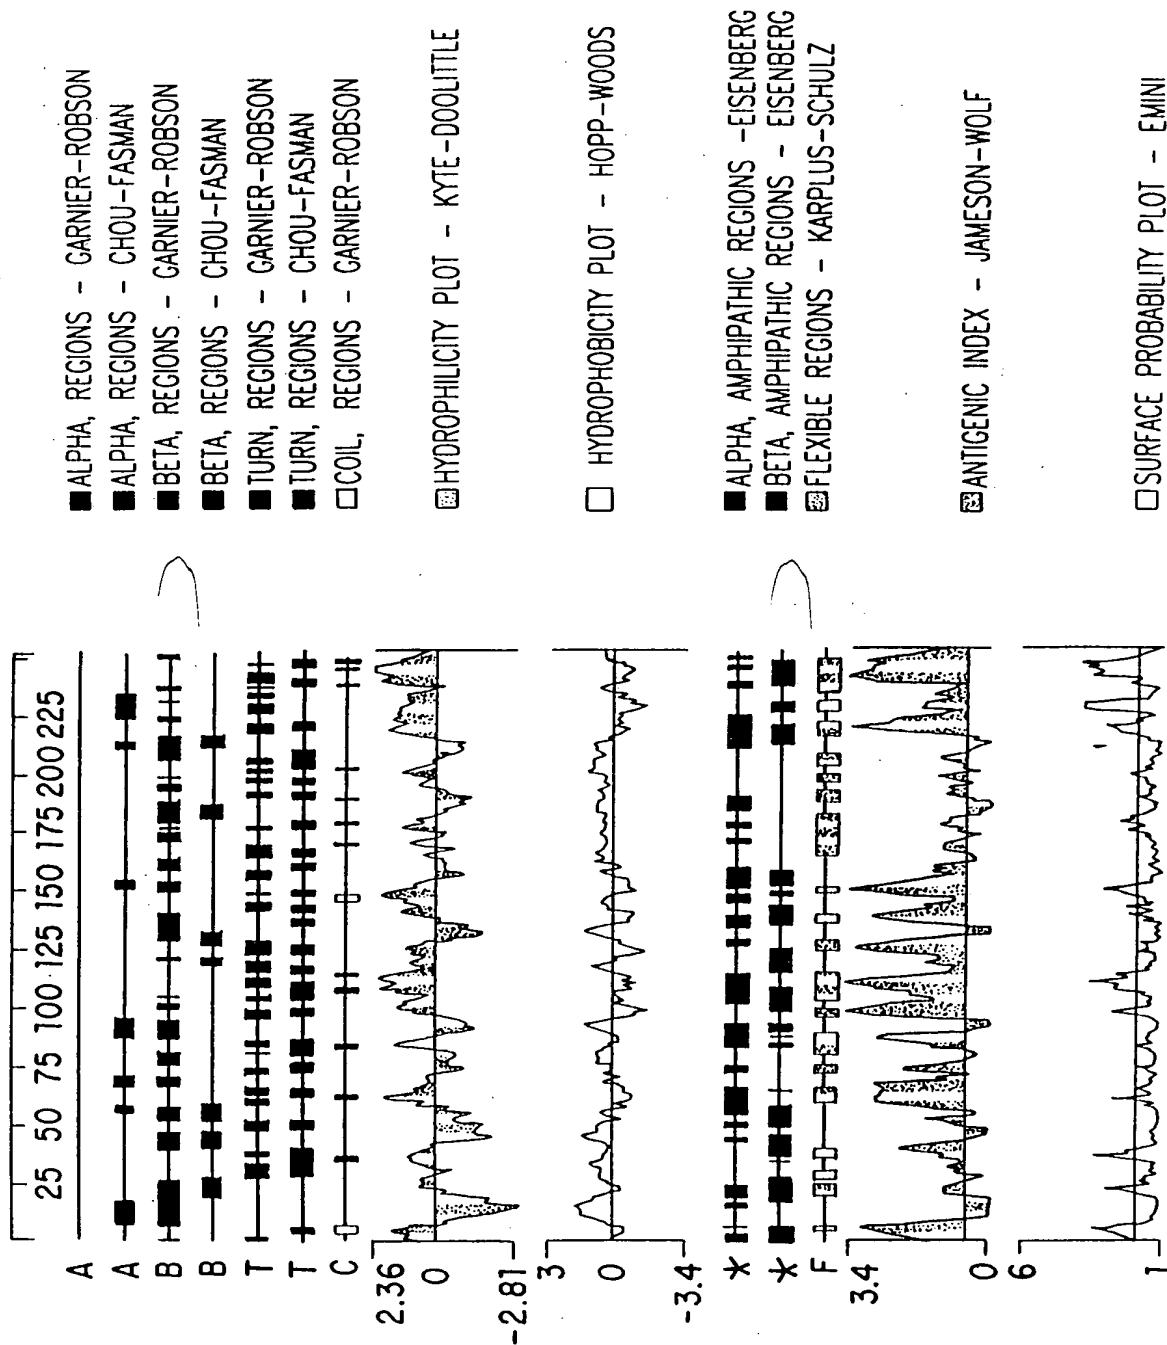 25 50 75 100 125 150 175 200 225
A
ALPHA, REGIONS - GARNIER-ROBSON
A
ALPHA, REGIONS - CHOU-FASMAN
B
BETA, REGIONS - GARNIER-ROBSON
B
BETA, REGIONS - CHOU-FASMAN
T
TURN, REGIONS - GARNIER-ROBSON
T
TURN, REGIONS - CHOU-FASMAN
C
COIL, REGIONS - GARNIER-ROBSON
2.36
0
-2.81
HYDROPHILICITY PLOT - KYTE-DOOLITTLE
3
0
-3.4
HYDROPHOBICITY PLOT - HOPP-WOODS
*
ALPHA, AMPHIPATHIC REGIONS -EISENBERG
*
BETA, AMPHIPATHIC REGIONS - EISENBERG
F
FLEXIBLE REGIONS - KARPLUS-SCHULZ
3.4
0
ANTIGENIC INDEX - JAMESON-WOLF
6
1
SURFACE PROBABILITY PLOT - EMINI